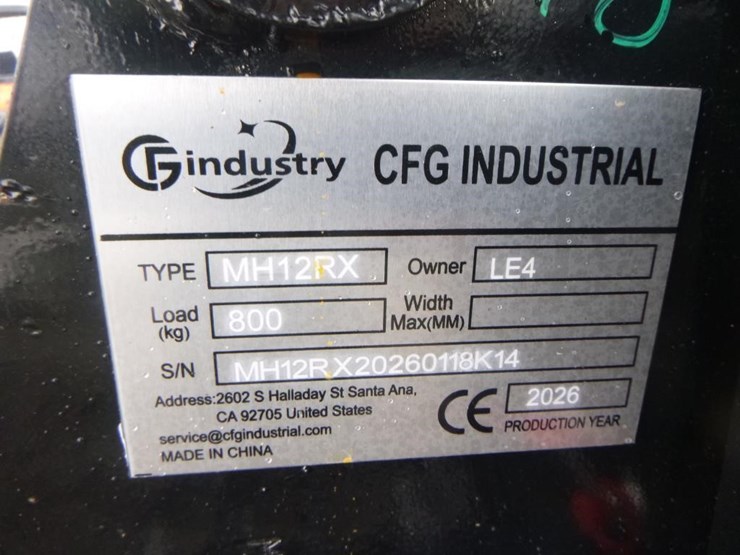 CFGindustry CFG INDUSTRIAL
TYPE MH12RX Owner LE4
Load (kg) 800 Width Max(MM)
S/N MH12RX20260118K14
Address:2602 S Halladay St Santa Ana,
CA 92705 United States
service@cfgindustrial.com
MADE IN CHINA
CE 2026
PRODUCTION YEAR